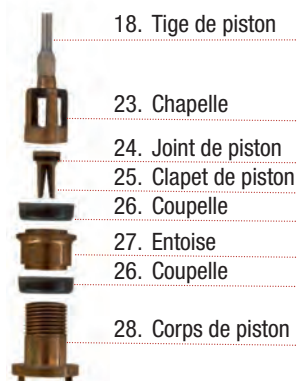 18. Tige de piston
23. Chapelle
24. Joint de piston
25. Clapet de piston
26. Coupelle
27. Entoise
26. Coupelle
28. Corps de piston